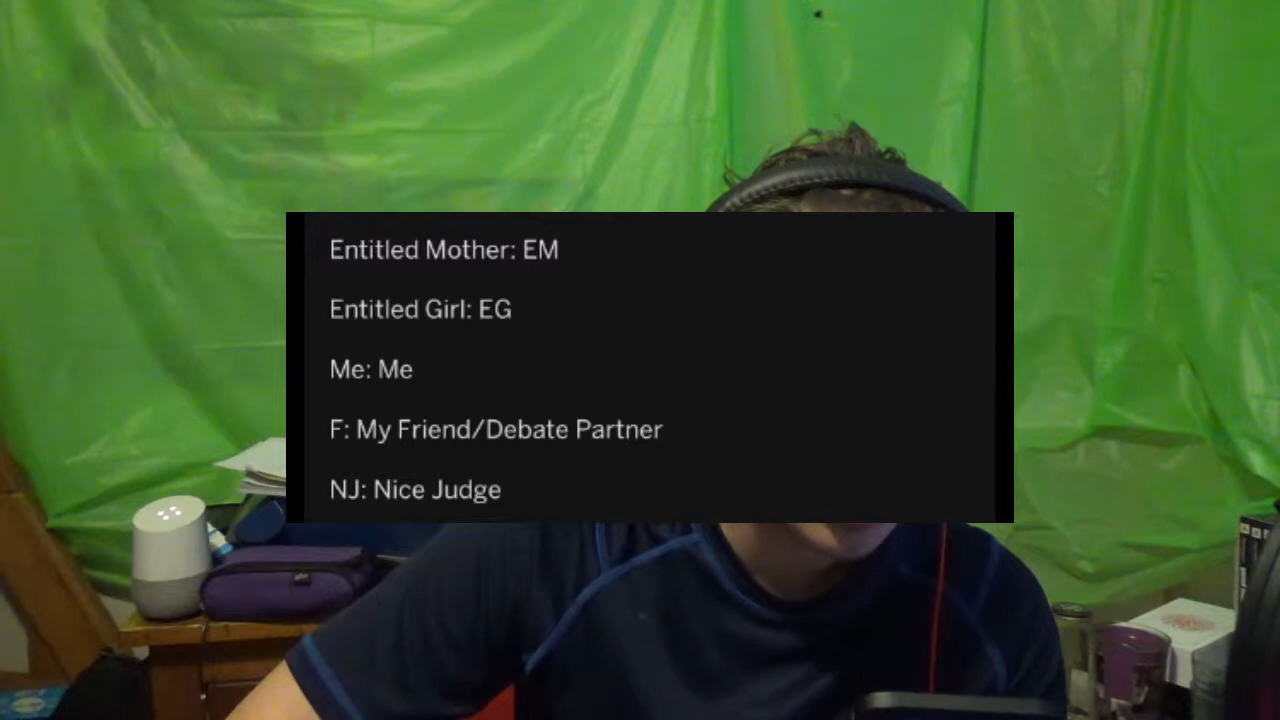 Entitled Mother: EM
Entitled Girl: EG
Me: Me
F: My Friend/Debate Partner
NJ: Nice Judge